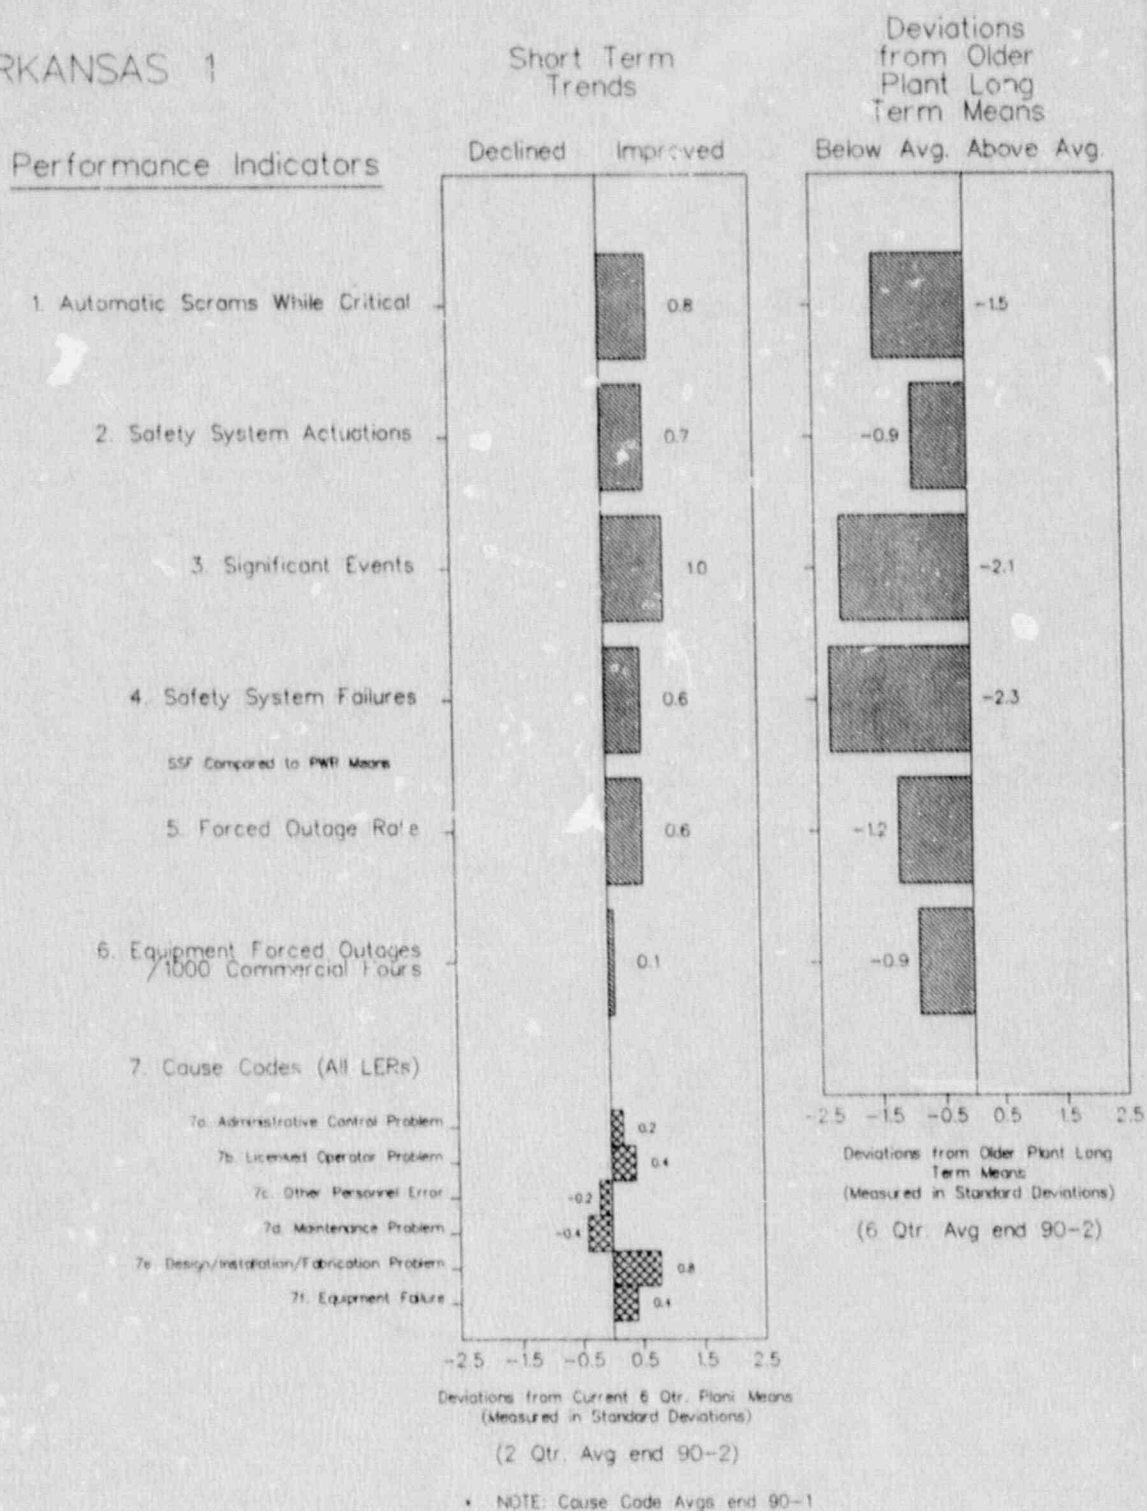 RKANSAS 1
Short Term
Trends
Deviations
from Older
Plant Long
Term Means
Performance Indicators
Declined Improved
Below Avg. Above Avg.
1. Automatic Scrams While Critical
0.8
-1.5
2. Safety System Actuations
0.7
-0.9
3. Significant Events
1.0
-2.1
4. Safety System Failures
0.6
-2.3
SSF Compared to PWR Means
5. Forced Outage Rate
0.6
-1.2
6. Equipment Forced Outages
/1000 Commercial Hours
0.1
-0.9
7. Cause Codes (All LERs)
7a. Administrative Control Problem
0.2
7b. Licensed Operator Problem
0.4
7c. Other Personnel Error
-0.2
7d. Maintenance Problem
-0.4
7e. Design/Installation/Fabrication Problem
0.8
7f. Equipment Failure
0.4
-2.5 -1.5 -0.5 0.5 1.5 2.5
Deviations from Older Plant Long
Term Means
(Measured in Standard Deviations)
(6 Qtr. Avg end 90-2)
-2.5 -1.5 -0.5 0.5 1.5 2.5
Deviations from Current 6 Qtr. Plant Means
(Measured in Standard Deviations)
(2 Qtr. Avg end 90-2)
• NOTE: Cause Code Avgs end 90-1